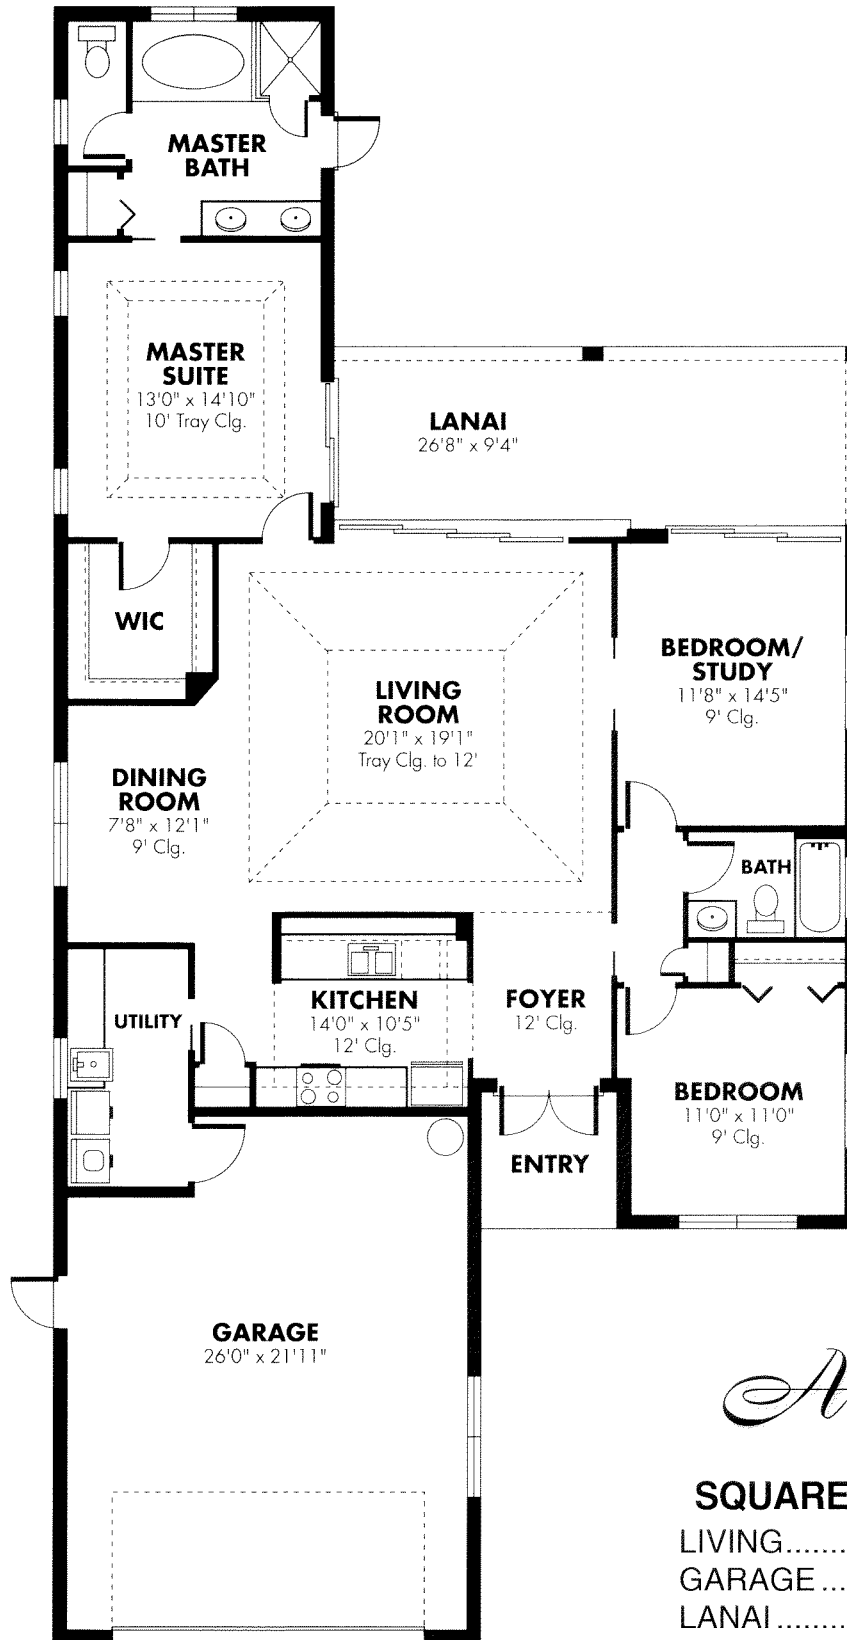 MASTER
BATH
MASTER
SUITE
13'0" x 14'10"
10' Tray Clg.
LANAI
26'8" x 9'4"
WIC
LIVING
ROOM
20'1" x 19'1"
Tray Clg. to 12'
BEDROOM/
STUDY
11'8" x 14'5"
9' Clg.
DINING
ROOM
7'8" x 12'1"
9' Clg.
BATH
UTILITY
KITCHEN
14'0" x 10'5"
12' Clg.
FOYER
12' Clg.
BEDROOM
11'0" x 11'0"
9' Clg.
ENTRY
GARAGE
26'0" x 21'11"
SQUARE
LIVING.......
GARAGE...
LANAI........